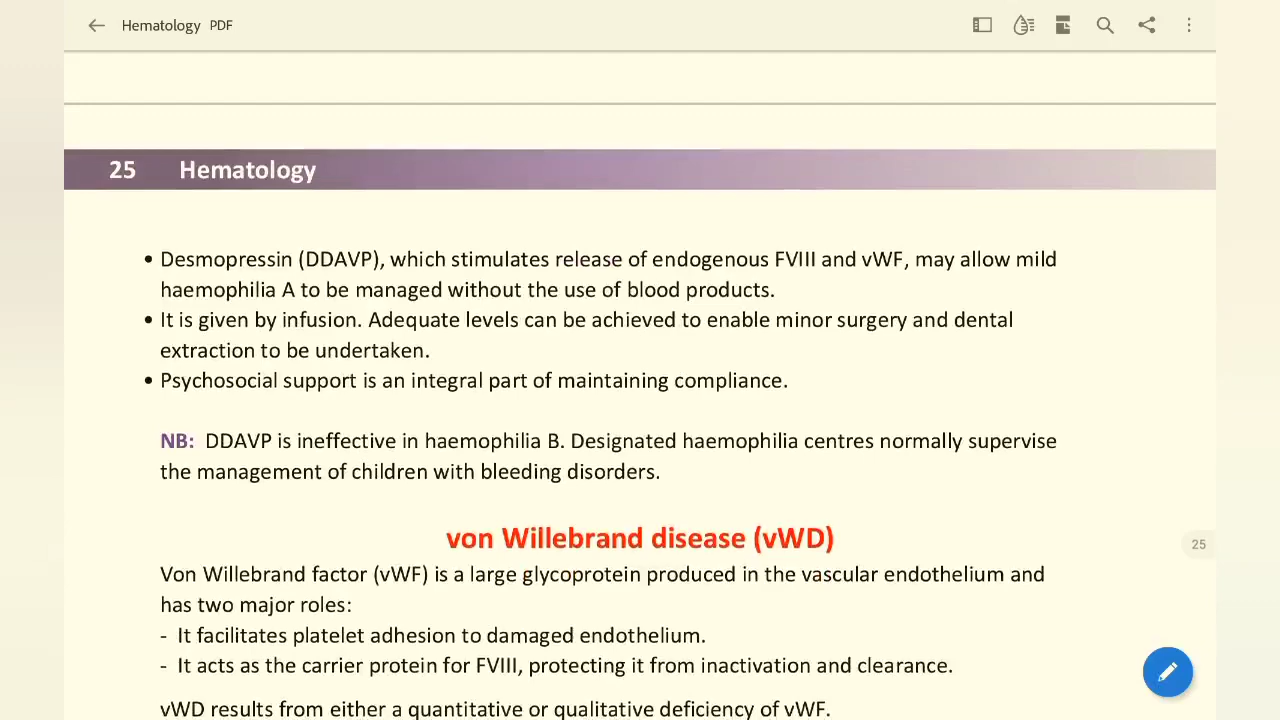 Hematology PDF
25 Hematology
• Desmopressin (DDAVP), which stimulates release of endogenous FVIII and vWF, may allow mild
haemophilia A to be managed without the use of blood products.
• It is given by infusion. Adequate levels can be achieved to enable minor surgery and dental
extraction to be undertaken.
• Psychosocial support is an integral part of maintaining compliance.
NB: DDAVP is ineffective in haemophilia B. Designated haemophilia centres normally supervise
the management of children with bleeding disorders.
von Willebrand disease (vWD)
25
Von Willebrand factor (vWF) is a large glycoprotein produced in the vascular endothelium and
has two major roles:
- It facilitates platelet adhesion to damaged endothelium.
- It acts as the carrier protein for FVIII, protecting it from inactivation and clearance.
vWD results from either a quantitative or qualitative deficiency of vWF.